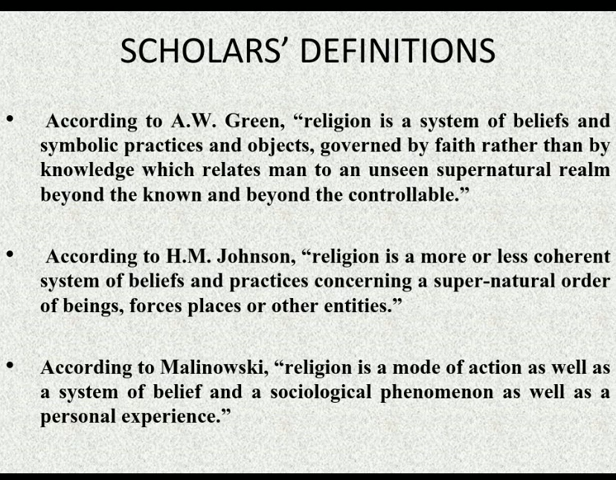 SCHOLARS’ DEFINITIONS
• According to A.W. Green, “religion is a system of beliefs and
symbolic practices and objects, governed by faith rather than by
knowledge which relates man to an unseen supernatural realm
beyond the known and beyond the controllable.”
• According to H.M. Johnson, “religion is a more or less coherent
system of beliefs and practices concerning a super-natural order
of beings, forces places or other entities.”
• According to Malinowski, “religion is a mode of action as well as
a system of belief and a sociological phenomenon as well as a
personal experience.”